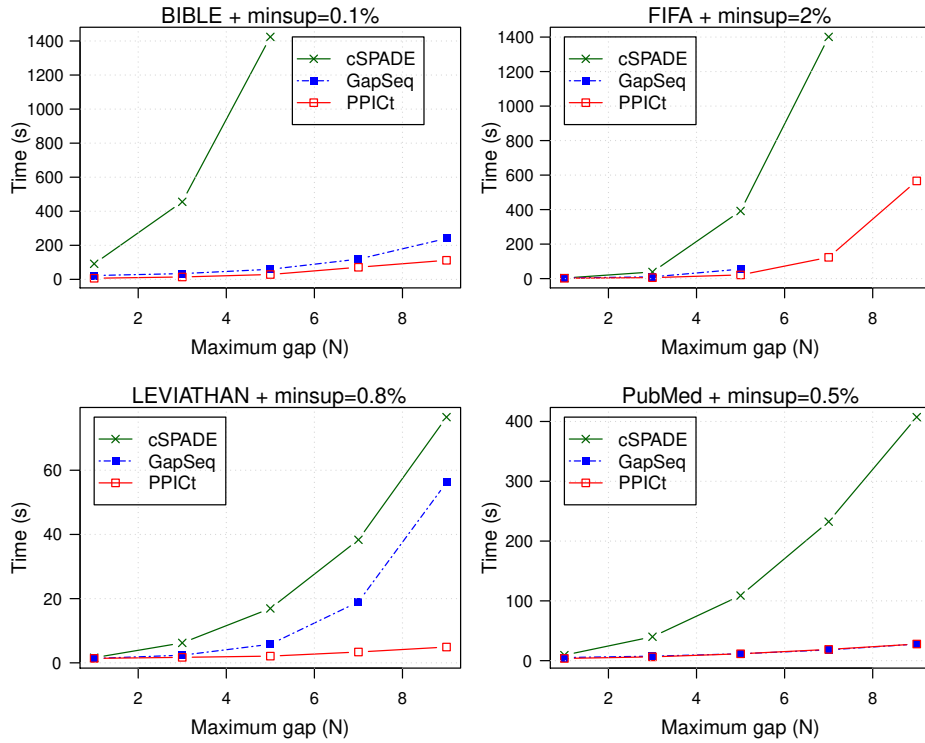 BIBLE + minsup=0.1%
Time (s)
1400
1200
1000
800
600
400
200
0
cSPADE
GapSeq
PPICt
2 4 6 8
Maximum gap (N)
FIFA + minsup=2%
Time (s)
1400
1200
1000
800
600
400
200
0
cSPADE
GapSeq
PPICt
2 4 6 8
Maximum gap (N)
LEVIATHAN + minsup=0.8%
Time (s)
60
40
20
0
cSPADE
GapSeq
PPICt
2 4 6 8
Maximum gap (N)
PubMed + minsup=0.5%
Time (s)
400
300
200
100
0
cSPADE
GapSeq
PPICt
2 4 6 8
Maximum gap (N)